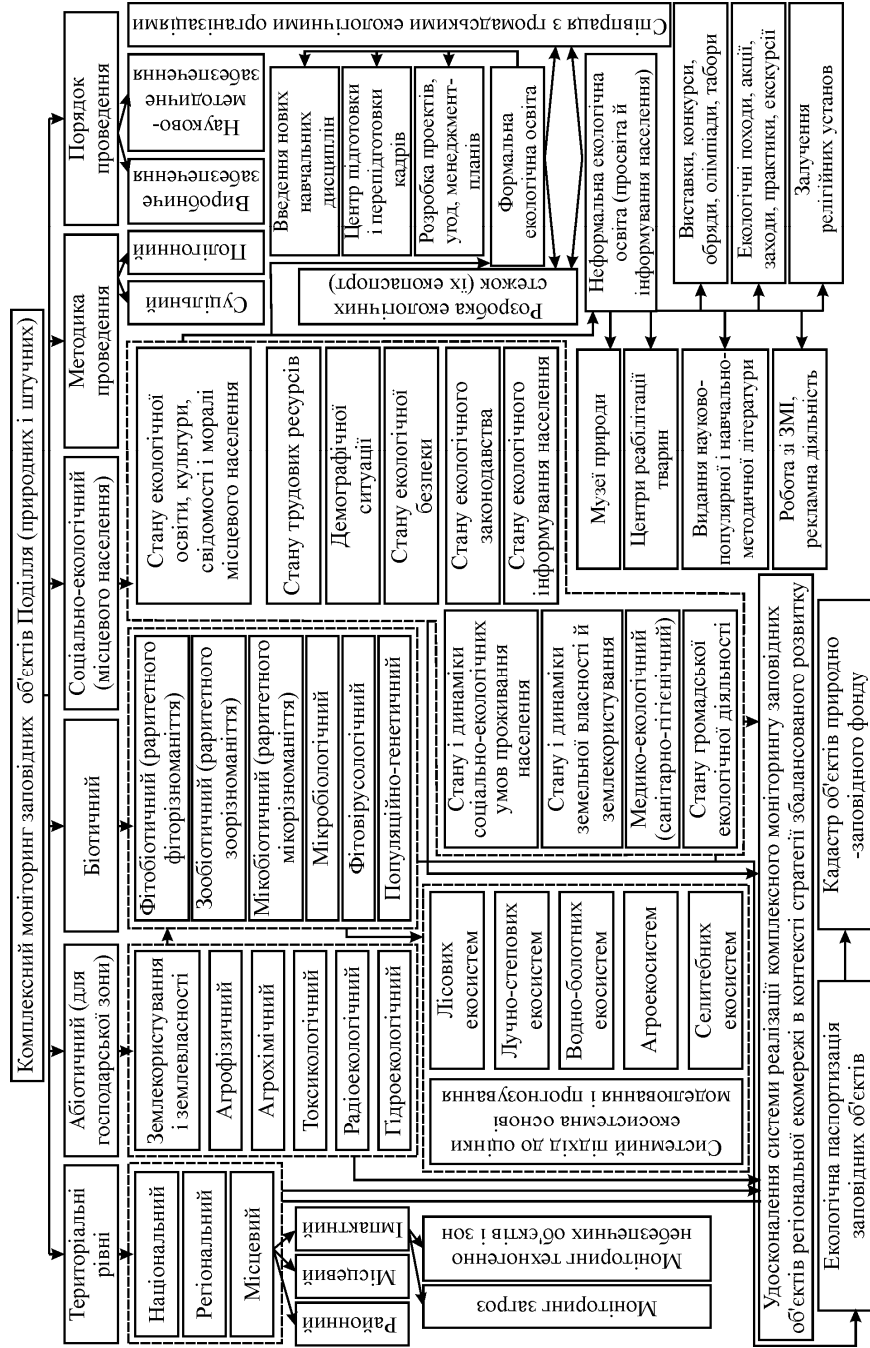 Комплексний моніторинг заповідних об'єктів Поділля (природних і штучних)
Територіальні
рівні
Абіотичний (для
господарської зони)
Біотичний
Соціально-екологічний
(місцевого населення)
Методика
проведення
Порядок
проведення
Національний
Регіональний
Місцевий
Районний
Місцевий
Імпактний
Моніторинг загроз
Моніторинг техногенно
небезпечних об'єктів і зон
Землекористування
і землевласності
Агрофізичний
Агрохімічний
Токсикологічний
Радіоекологічний
Гідроекологічний
Фітобіотичний (раритетного
фіторізноманіття)
Зообіотичний (раритетного
зоорізноманіття)
Мікобіотичний (раритетного
мікорізноманіття)
Мікробіологічний
Фітовірусологічний
Популяційно-генетичний
Системний підхід до оцінки
екосистемна основі
моделювання і прогнозування
Лісових
екосистем
Лучно-степових
екосистем
Водно-болотних
екосистем
Агроекосистем
Селитебних
екосистем
Стану екологічної
освіти, культури,
свідомості і моралі
місцевого населення
Стану трудових ресурсів
Демографічної
ситуації
Стану екологічної
безпеки
Стану екологічного
законодавства
Стану екологічного
інформування населення
Стану і динаміки
соціально-екологічних
умов проживання
населення
Стану і динаміки
земельної власності й
землекористування
Медико-екологічний
(санітарно-гігієнічний)
Стану громадської
екологічної діяльності
Суцільний
Полігонний
Виробниче
забезпечення
Науково-
методичне
забезпечення
Введення нових
навчальних
дисциплін
Центр підготовки
і перепідготовки
кадрів
Розробка проектів,
угод, менеджмент-
планів
Формальна
екологічна освіта
Співпраця з громадськими екологічними організаціями
Розробка екологічних
стежок (їх екопаспорт)
Неформальна екологічна
освіта (просвіта й
інформування населення)
Музеї природи
Центри реабілітації
тварин
Видання науково-
популярної і навчально-
методичної літератури
Робота зі ЗМІ,
рекламна діяльність
Виставки, конкурси,
обряди, олімпіади, табори
Екологічні походи, акції,
заходи, практики, екскурсії
Залучення
релігійних установ
Удосконалення системи реалізації комплексного моніторингу заповідних
об'єктів регіональної екомережі в контексті стратегії збалансованого розвитку
Екологічна паспортизація
заповідних об'єктів
Кадастр об'єктів природно
-заповідного фонду